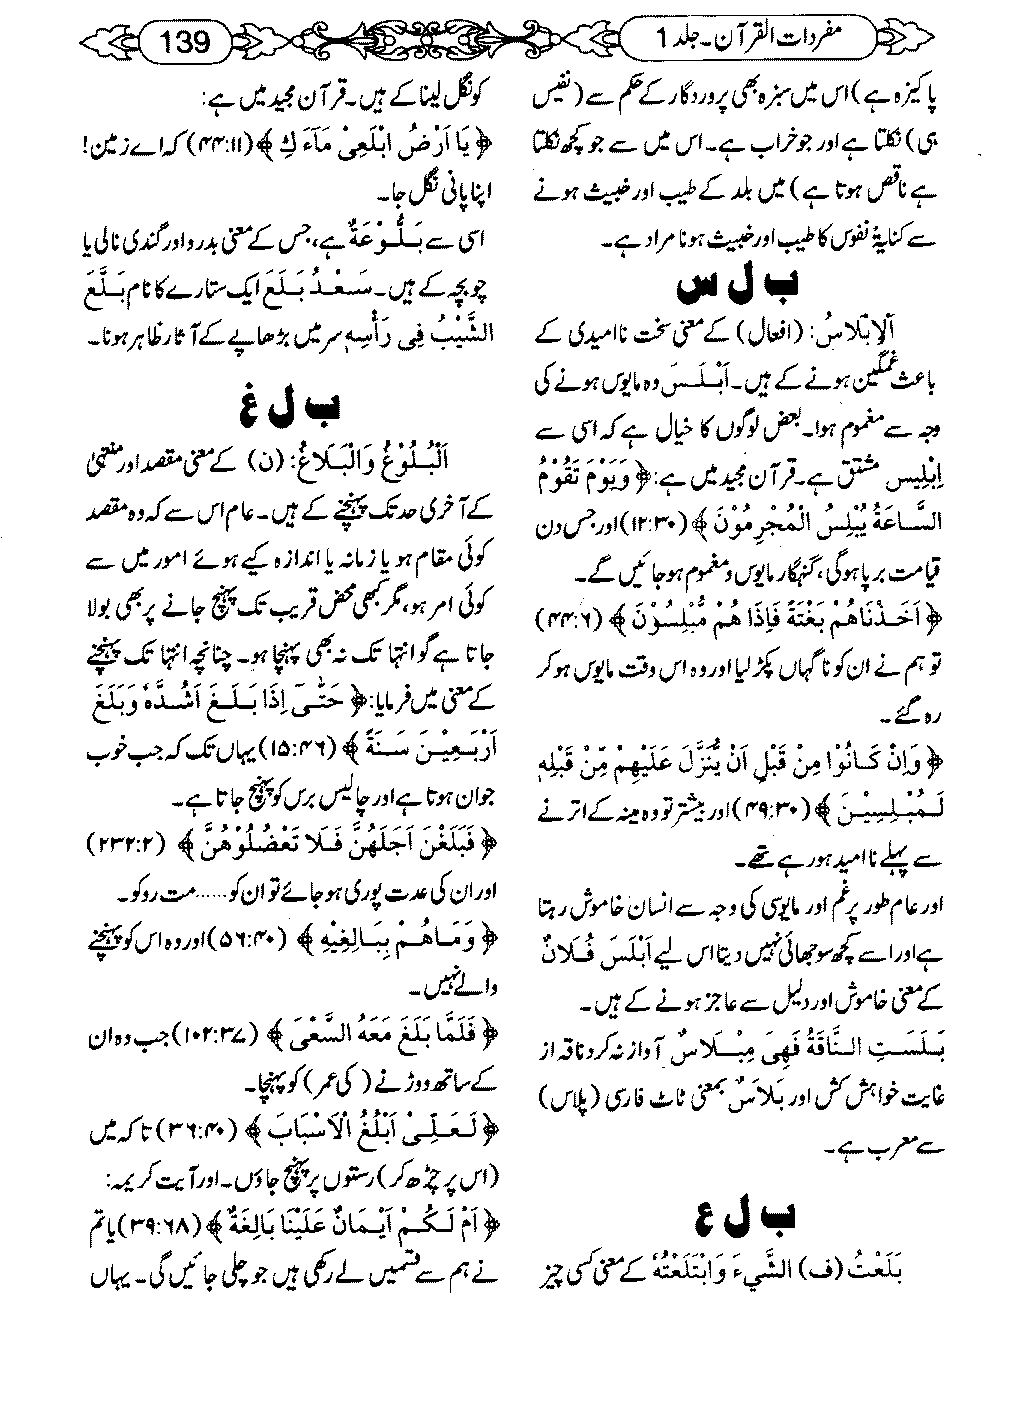 مفردات القرآن۔ جلد 1
139
پاکیزہ ہے) اس میں سبزہ بھی پروردگار کے حکم سے (نفیس
ہی) نکلتا ہے اور جو خراب ہے۔ اس میں سے جو کچھ نکلتا
ہے ناقص ہوتا ہے) میں بلد کے طیب اور خبیث ہونے
سے کنایۂ نفوس کا طیب اور خبیث ہونا مراد ہے۔
ب ل س
اَلْاِبْلَاسُ: (افعال) کے معنی سخت نا امیدی کے
باعث غمگین ہونے کے ہیں۔ اَبْلَسَ وہ مایوس ہونے کی
وجہ سے مغموم ہوا۔ بعض لوگوں کا خیال ہے کہ اسی سے
اِبْلِیس مشتق ہے۔ قرآن مجید میں ہے: ﴿وَیَوْمَ تَقُوْمُ
السَّاعَةُ یُبْلِسُ الْمُجْرِمُوْنَ﴾ (۱۲:۳۰) اور جس دن
قیامت برپا ہوگی، گنہگار مایوس و مغموم ہو جائیں گے۔
﴿اَخَذْنَاهُمْ بَغْتَةً فَاِذَا هُمْ مُّبْلِسُوْنَ﴾ (۴۴:۶)
تو ہم نے ان کو ناگہاں پکڑ لیا اور وہ اس وقت مایوس ہو کر
رہ گئے۔
﴿وَاِنْ كَانُوْا مِنْ قَبْلِ اَنْ یُّنَزَّلَ عَلَیْهِمْ مِّنْ قَبْلِهٖ
لَمُبْلِسِیْنَ﴾ (۴۹:۳۰) اور بیشتر تو وہ مینہ کے اترنے
سے پہلے نا امید ہو رہے تھے۔
اور عام طور پر غم اور مایوسی کی وجہ سے انسان خاموش رہتا
ہے اور اسے کچھ سوجھائی نہیں دیتا اس لیے اَبْلَسَ فُلَانٌ
کے معنی خاموش اور دلیل سے عاجز ہونے کے ہیں۔
بَلَسَتِ النَّاقَةُ فَهِیَ مِبْلَاسٌ آواز نہ کرد ناقہ از
غایت خواہش کش اور بَلَاسٌ بمعنی ٹاٹ فارسی (پلاس)
سے معرب ہے۔
ب ل ع
بَلَعْتُ (ف) الشَّیءَ وَابْتَلَعْتُهٗ کے معنی کسی چیز
کو نگل لینا کے ہیں۔ قرآن مجید میں ہے:
﴿یَا اَرْضُ ابْلَعِیْ مَآءَكِ﴾ (۴۴:۱۱) کہ اے زمین!
اپنا پانی نگل جا۔
اسی سے بَلُّوْعَةٌ ہے، جس کے معنی بدرو اور گندی نالی یا
چوبچہ کے ہیں۔ سَعْدُ بَلَعَ ایک ستارے کا نام بَلَّعَ
الشَّیْبُ فِی رَأْسِهٖ سر میں بڑھاپے کے آثار ظاہر ہونا۔
ب ل غ
اَلْبُلُوْغُ وَالْبَلَاغُ: (ن) کے معنی مقصد اور منتہیٰ
کے آخری حد تک پہنچنے کے ہیں۔ عام اس سے کہ وہ مقصد
کوئی مقام ہو یا زمانہ یا اندازہ کیے ہوئے امور میں سے
کوئی امر ہو، مگر کبھی محض قریب تک پہنچ جانے پر بھی بولا
جاتا ہے گو انتہا تک نہ بھی پہنچا ہو۔ چنانچہ انتہا تک پہنچنے
کے معنی میں فرمایا: ﴿حَتّٰیٓ اِذَا بَلَغَ اَشُدَّهٗ وَبَلَغَ
اَرْبَعِیْنَ سَنَةً﴾ (۱۵:۴۶) یہاں تک کہ جب خوب
جوان ہوتا ہے اور چالیس برس کو پہنچ جاتا ہے۔
﴿فَبَلَغْنَ اَجَلَهُنَّ فَلَا تَعْضُلُوْهُنَّ﴾ (۲۳۲:۲)
اور ان کی عدت پوری ہو جائے تو ان کو...... مت روکو۔
﴿وَمَا هُمْ بِبَالِغِیْهِ﴾ (۵۶:۴۰) اور وہ اس کو پہنچنے
والے نہیں۔
﴿فَلَمَّا بَلَغَ مَعَهُ السَّعْیَ﴾ (۱۰۲:۳۷) جب وہ ان
کے ساتھ دوڑنے (کی عمر) کو پہنچا۔
﴿لَعَلِّیْٓ اَبْلُغُ الْاَسْبَابَ﴾ (۳۶:۴۰) تاکہ میں
(اس پر چڑھ کر) رستوں پر پہنچ جاؤں۔ اور آیت کریمہ:
﴿اَمْ لَكُمْ اَیْمَانٌ عَلَیْنَا بَالِغَةٌ﴾ (۳۹:۶۸) یا تم
نے ہم سے قسمیں لے رکھی ہیں جو چلی جائیں گی۔ یہاں